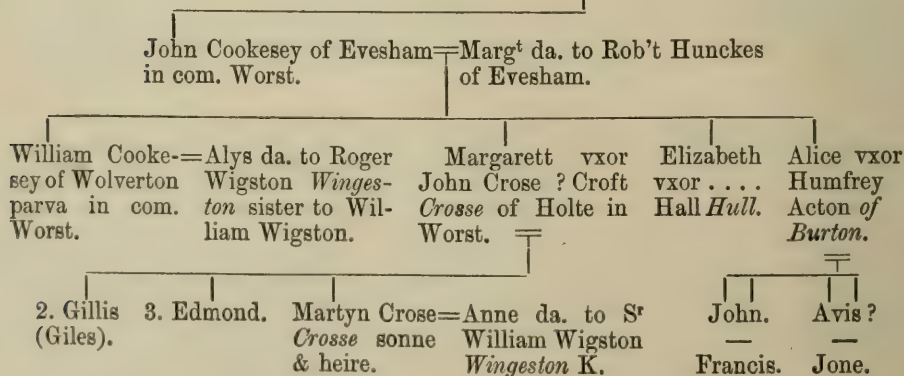 John Cookesey of Evesham=Margt da. to Rob't Hunckes
in com. Worst. of Evesham.
William Cooke-=Alys da. to Roger
sey of Wolverton Wigston Winges-
parva in com. ton sister to Wil-
Worst. liam Wigston.
Margarett vxor
John Crose ? Croft
Crosse of Holte in
Worst.
Elizabeth
vxor . . . .
Hall Hull.
Alice vxor
Humfrey
Acton of
Burton.
2. Gillis
(Giles).
3. Edmond.
Martyn Crose=Anne da. to Sr
Crosse sonne William Wigston
& heire. Wingeston K.
John.
—
Francis.
Avis ?
—
Jone.